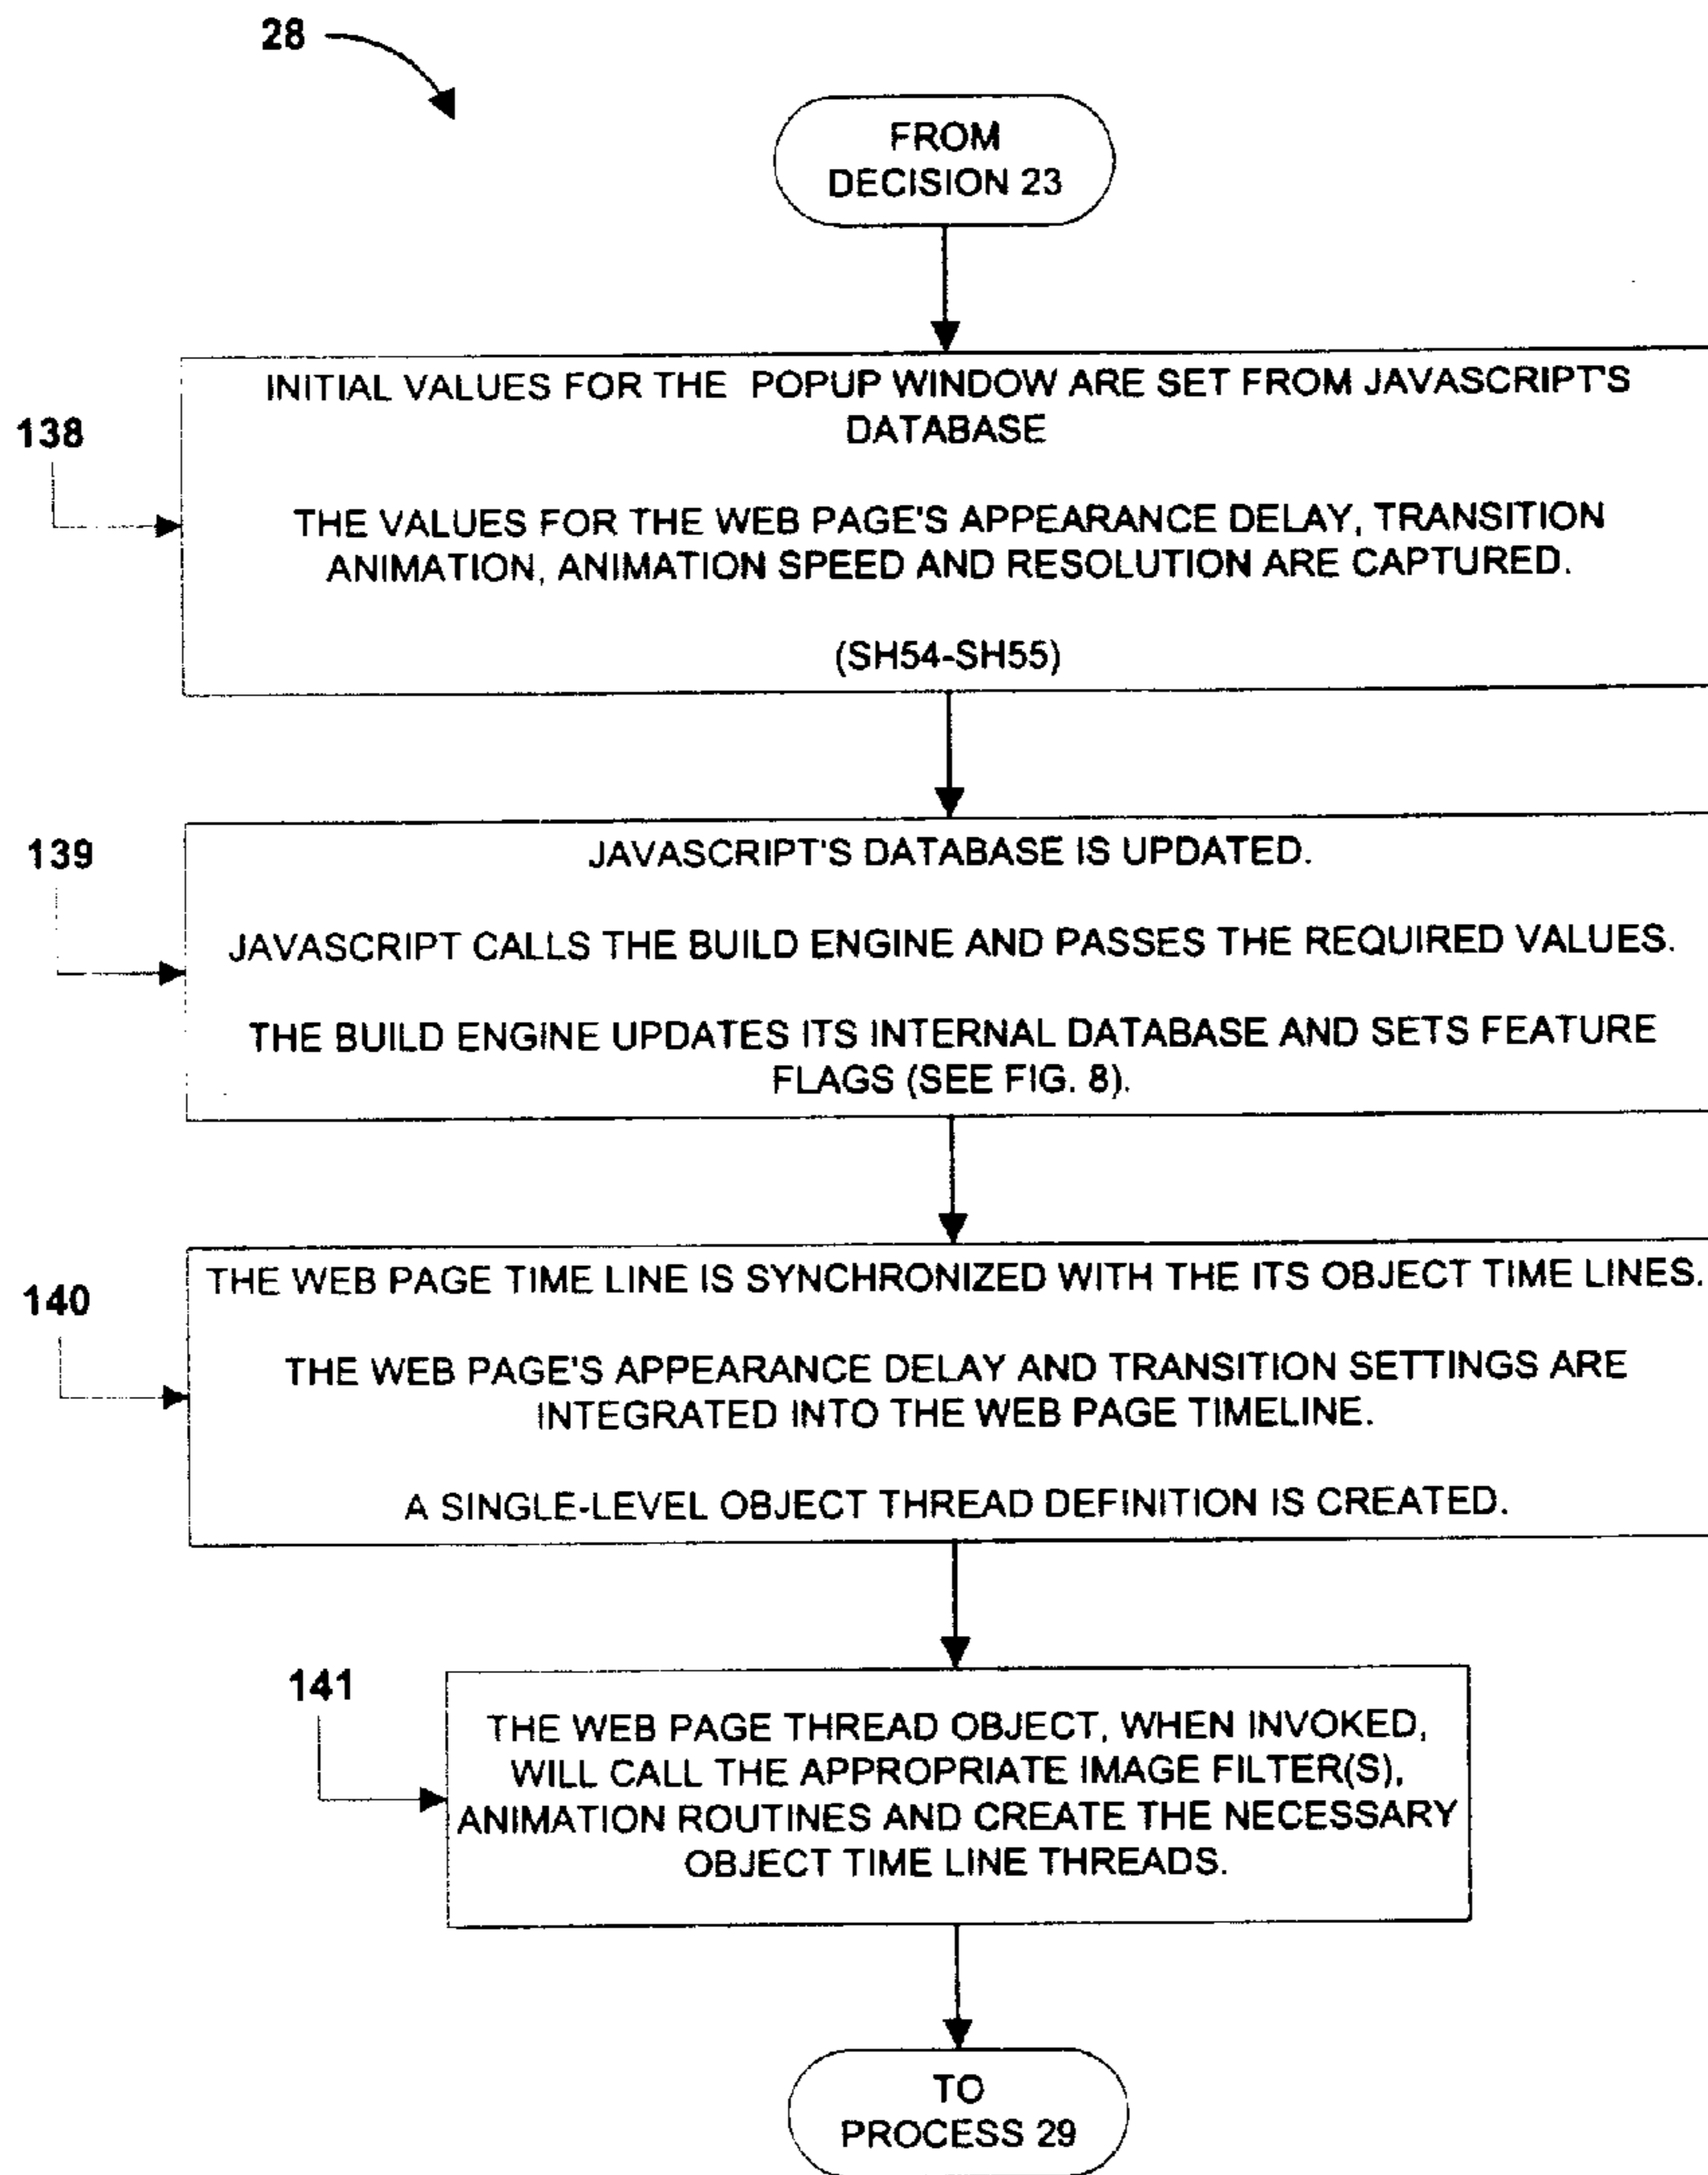 28
FROM
DECISION 23
138
INITIAL VALUES FOR THE POPUP WINDOW ARE SET FROM JAVASCRIPT'S
DATABASE
THE VALUES FOR THE WEB PAGE'S APPEARANCE DELAY, TRANSITION
ANIMATION, ANIMATION SPEED AND RESOLUTION ARE CAPTURED.
(SH54-SH55)
139
JAVASCRIPT'S DATABASE IS UPDATED.
JAVASCRIPT CALLS THE BUILD ENGINE AND PASSES THE REQUIRED VALUES.
THE BUILD ENGINE UPDATES ITS INTERNAL DATABASE AND SETS FEATURE
FLAGS (SEE FIG. 8).
140
THE WEB PAGE TIME LINE IS SYNCHRONIZED WITH THE ITS OBJECT TIME LINES.
THE WEB PAGE'S APPEARANCE DELAY AND TRANSITION SETTINGS ARE
INTEGRATED INTO THE WEB PAGE TIMELINE.
A SINGLE-LEVEL OBJECT THREAD DEFINITION IS CREATED.
141
THE WEB PAGE THREAD OBJECT, WHEN INVOKED,
WILL CALL THE APPROPRIATE IMAGE FILTER(S),
ANIMATION ROUTINES AND CREATE THE NECESSARY
OBJECT TIME LINE THREADS.
TO
PROCESS 29